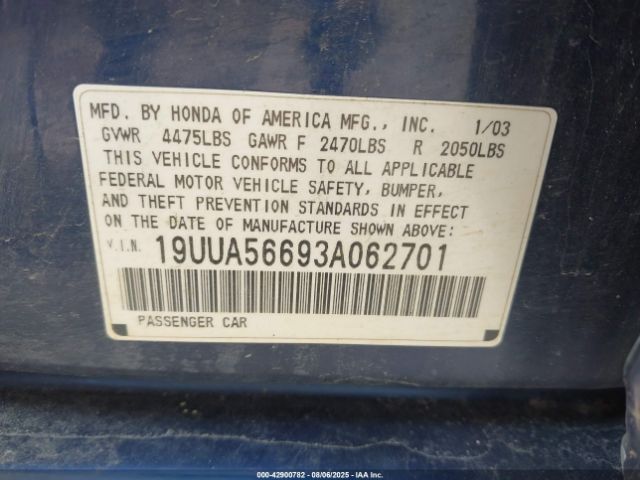 MFD. BY HONDA OF AMERICA MFG., INC. 1/03
GVWR 4475LBS GAWR F 2470LBS R 2050LBS
THIS VEHICLE CONFORMS TO ALL APPLICABLE
FEDERAL MOTOR VEHICLE SAFETY, BUMPER,
AND THEFT PREVENTION STANDARDS IN EFFECT
ON THE DATE OF MANUFACTURE SHOWN ABOVE:
V.I.N. 19UUA56693A062701
PASSENGER CAR
000-42900782 - 08/06/2025 - IAA Inc.